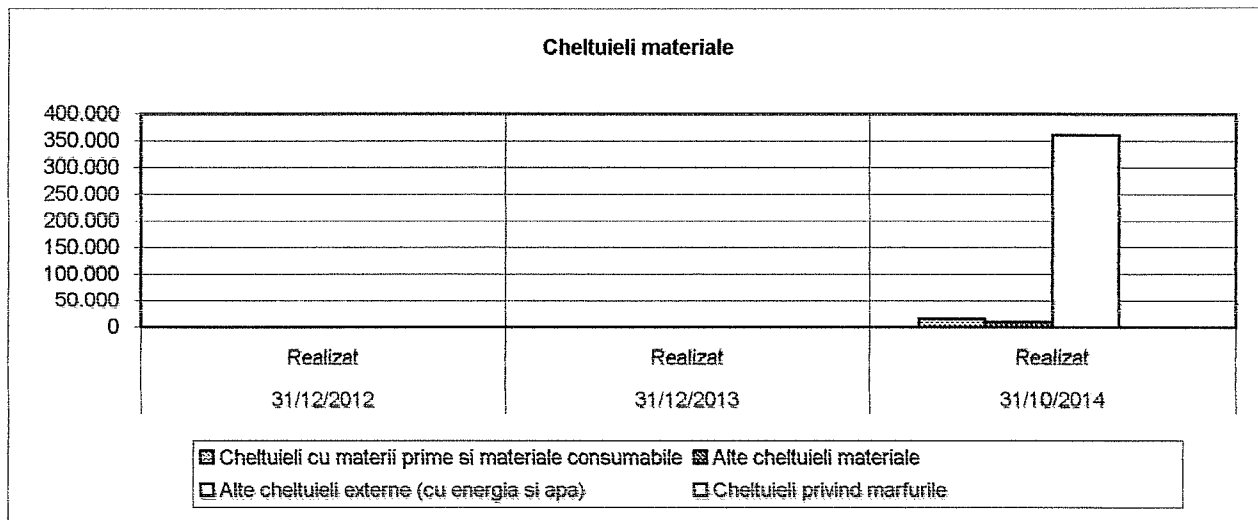 Cheltuieli materiale
400.000
350.000
300.000
250.000
200.000
150.000
100.000
50.000
0
Realizat Realizat Realizat
31/12/2012 31/12/2013 31/10/2014
Cheltuieli cu materii prime si materiale consumabile Alte cheltuieli materiale
Alte cheltuieli externe (cu energia si apa) Cheltuieli privind marfurile